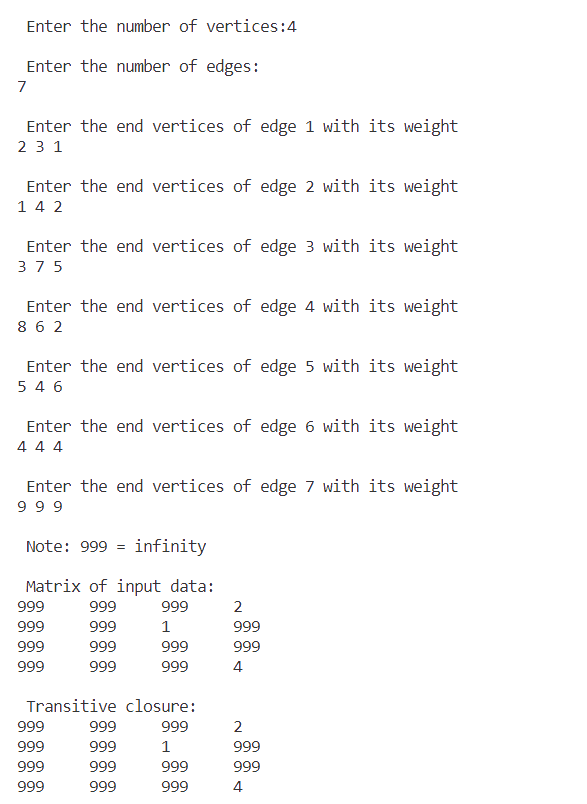 Enter the number of vertices:4
Enter the number of edges:
7
Enter the end vertices of edge 1 with its weight
2 3 1
Enter the end vertices of edge 2 with its weight
1 4 2
Enter the end vertices of edge 3 with its weight
3 7 5
Enter the end vertices of edge 4 with its weight
8 6 2
Enter the end vertices of edge 5 with its weight
5 4 6
Enter the end vertices of edge 6 with its weight
4 4 4
Enter the end vertices of edge 7 with its weight
9 9 9
Note: 999 = infinity
Matrix of input data:
999 999 999 2
999 999 1 999
999 999 999 999
999 999 999 4
Transitive closure:
999 999 999 2
999 999 1 999
999 999 999 999
999 999 999 4